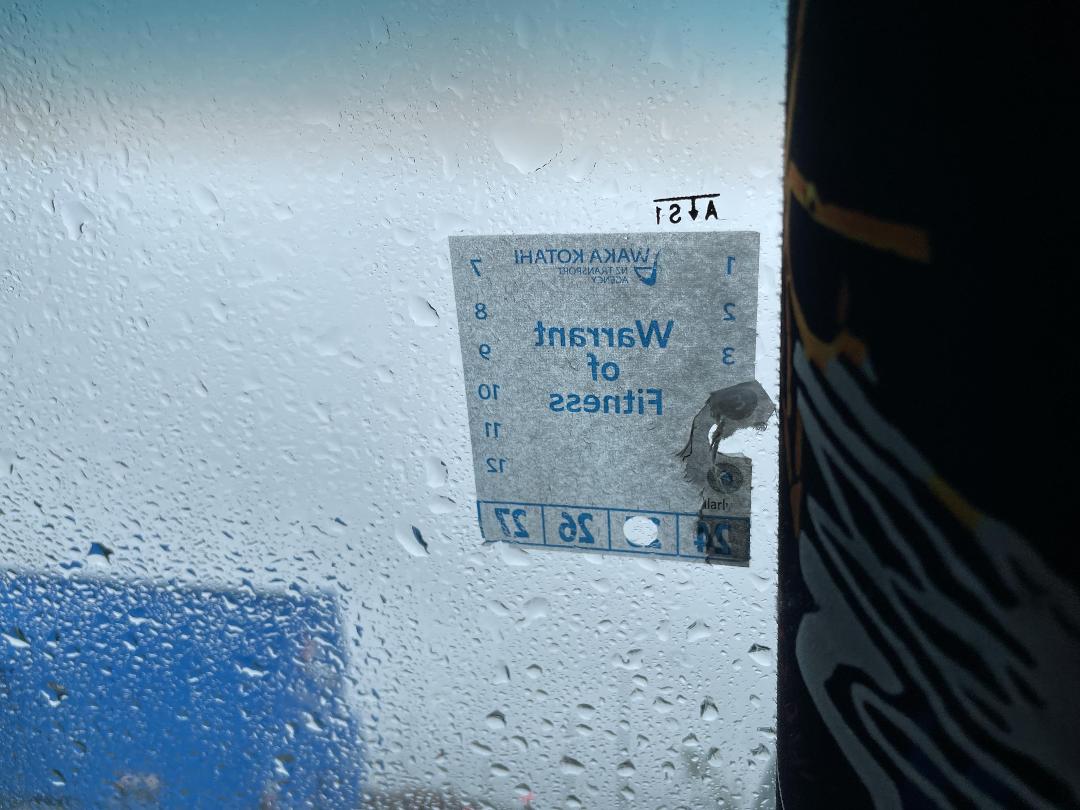 AS1
WAKA KOTAHI
NZ TRANSPORT
AGENCY
Warrant
of
Fitness
1
2
3
7
8
9
10
11
12
24
26
27